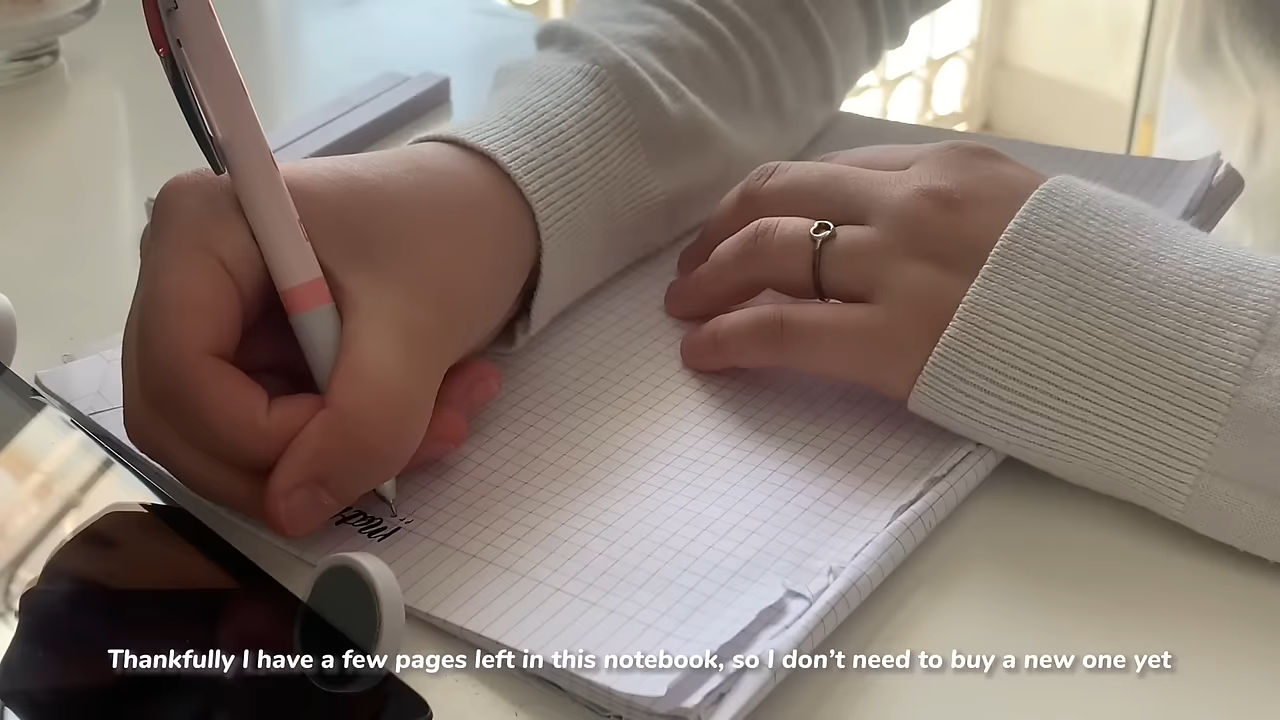 Thankfully I have a few pages left in this notebook, so I don't need to buy a new one yet